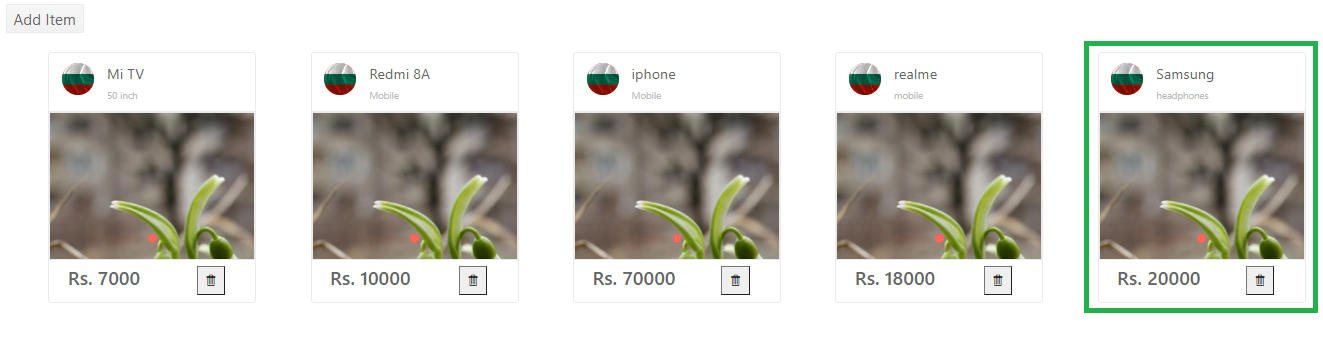 Add Item
Mi TV
50 inch
Rs. 7000
Redmi 8A
Mobile
Rs. 10000
iphone
Mobile
Rs. 70000
realme
mobile
Rs. 18000
Samsung
headphones
Rs. 20000